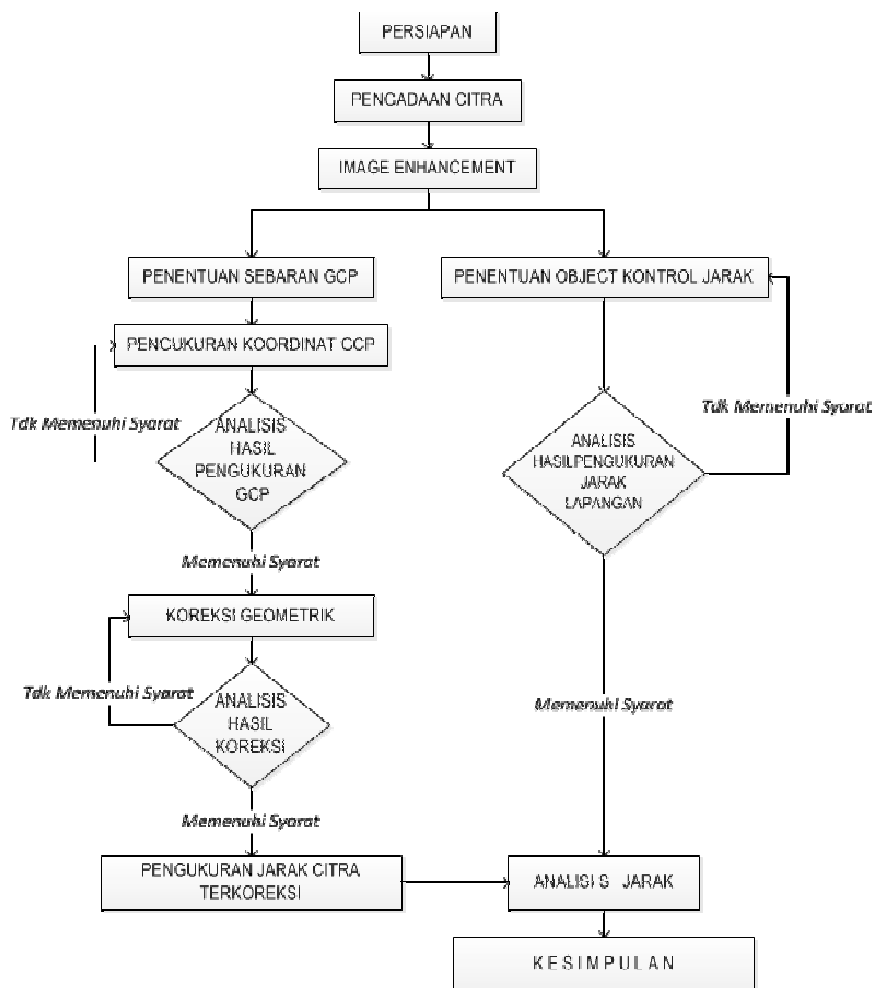 PERSIAPAN
PENCADAAN CITRA
IMAGE ENHANCEMENT
PENENTUAN SEBARAN GCP
PENENTUAN OBJECT KONTROL JARAK
PENCUKURAN KOORDINAT GCP
Tdk Memenuhi Syarat
ANALISIS
HASIL
PENGUKURAN
GCP
Tdk Memenuhi Syarat
ANALISIS
HASILPENGUKURAN
JARAK
LAPANGAN
Memenuhi Syarat
KOREKSI GEOMETRIK
Tdk Memenuhi Syarat
ANALISIS
HASIL
KOREKSI
Memenuhi Syarat
Memenuhi Syarat
PENGUKURAN JARAK CITRA
TERKOREKSI
ANALISIS JARAK
KESIMPULAN